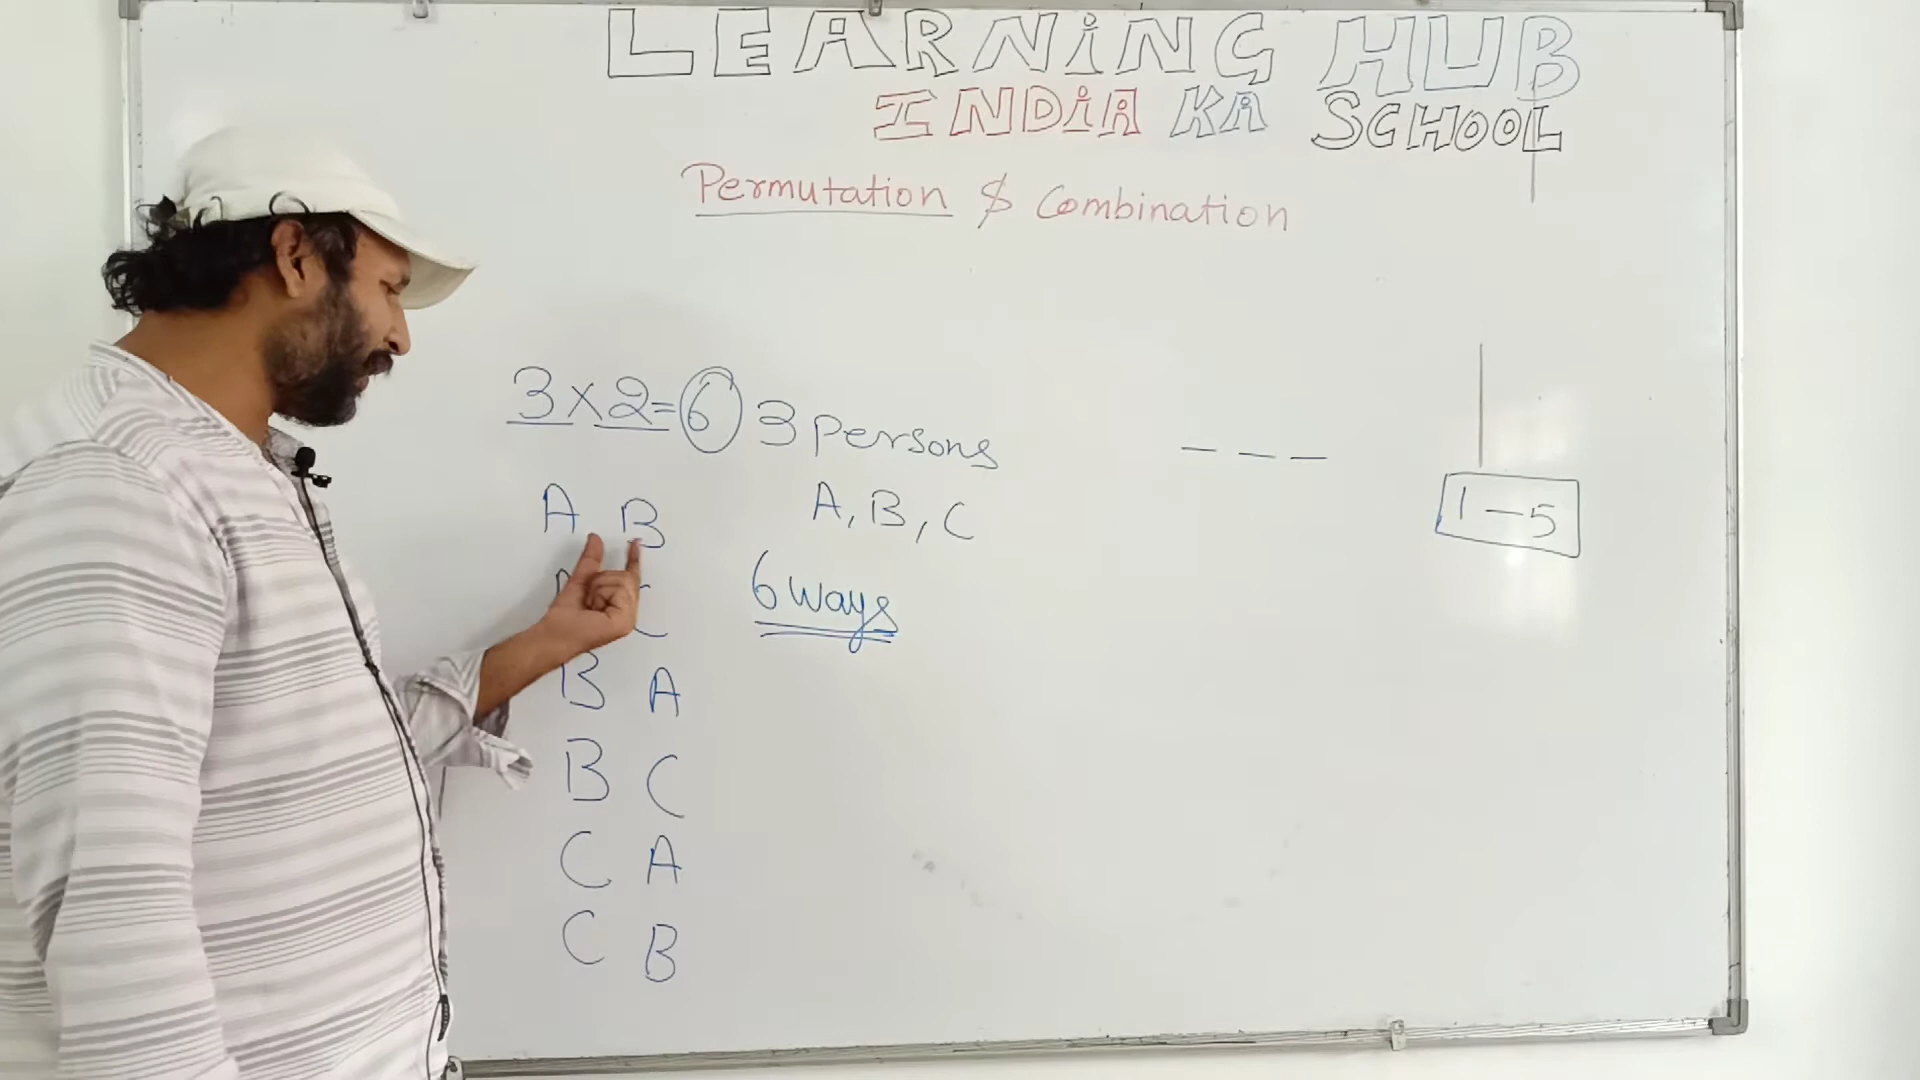 LEARNING HUB
INDIA KA SCHOOL
Permutation & Combination
3 × 2 = 6
3 persons
A, B, C
6 ways
A B
C
B A
B C
C A
C B
_ _ _
1 – 5